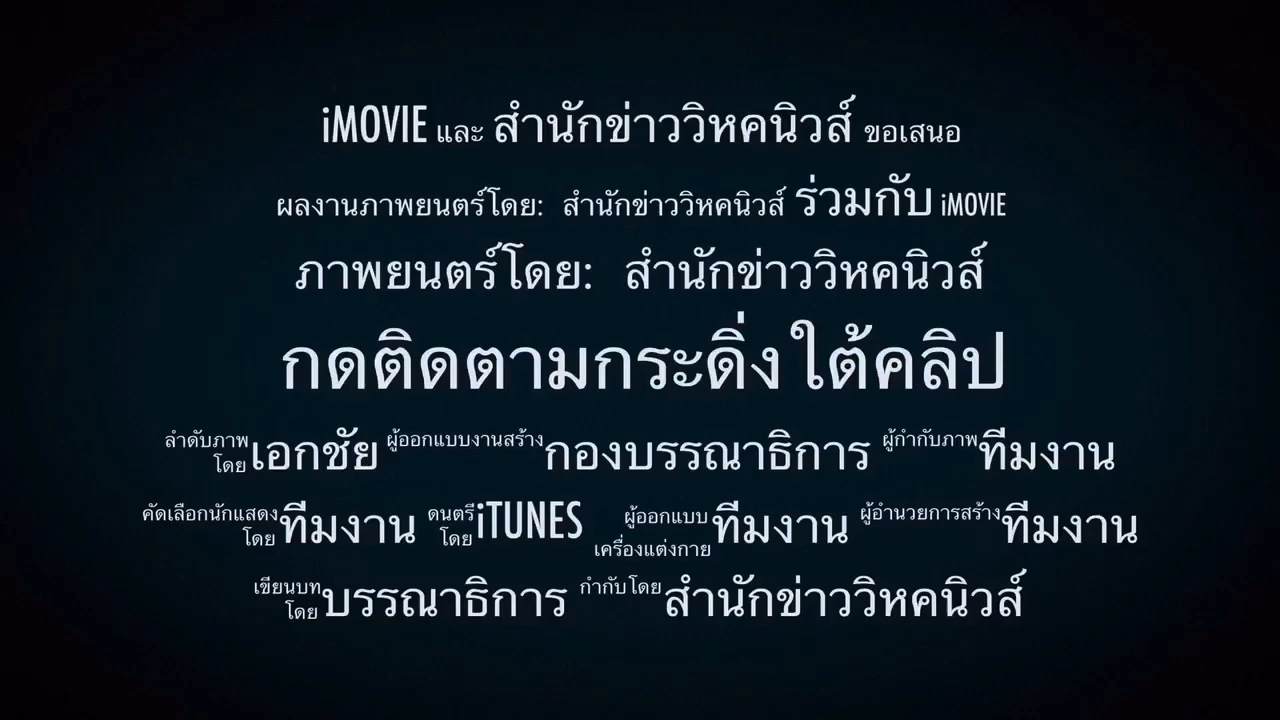 iMOVIE และ สำนักข่าววิหคนิวส์ ขอเสนอ
ผลงานภาพยนตร์โดย: สำนักข่าววิหคนิวส์ ร่วมกับ iMOVIE
ภาพยนตร์โดย: สำนักข่าววิหคนิวส์
กดติดตามกระดิ่ง ใต้คลิป
ลำดับภาพโดย เอกชัย ผู้ออกแบบงานสร้าง กองบรรณาธิการ ผู้กำกับภาพ ทีมงาน
คัดเลือกนักแสดงโดย ทีมงาน ดนตรีโดย iTUNES ผู้ออกแบบเครื่องแต่งกาย ทีมงาน ผู้อำนวยการสร้าง ทีมงาน
เขียนบทโดย บรรณาธิการ กำกับโดย สำนักข่าววิหคนิวส์